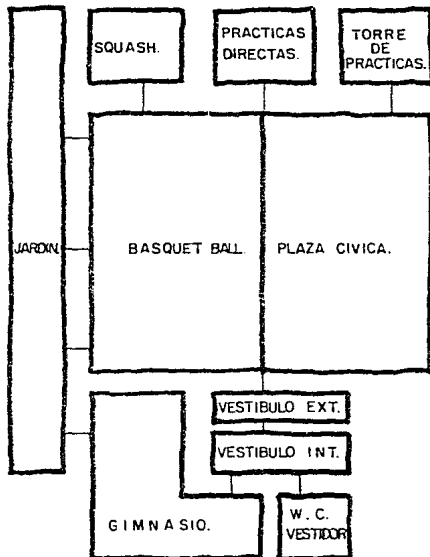 SQUASH.
PRACTICAS
DIRECTAS.
TORRE
DE
PRACTICAS.
JARDIN.
BASQUET BALL.
PLAZA CIVICA.
VESTIBULO EXT.
VESTIBULO INT.
GIMNASIO.
W. C.
VESTIDOR